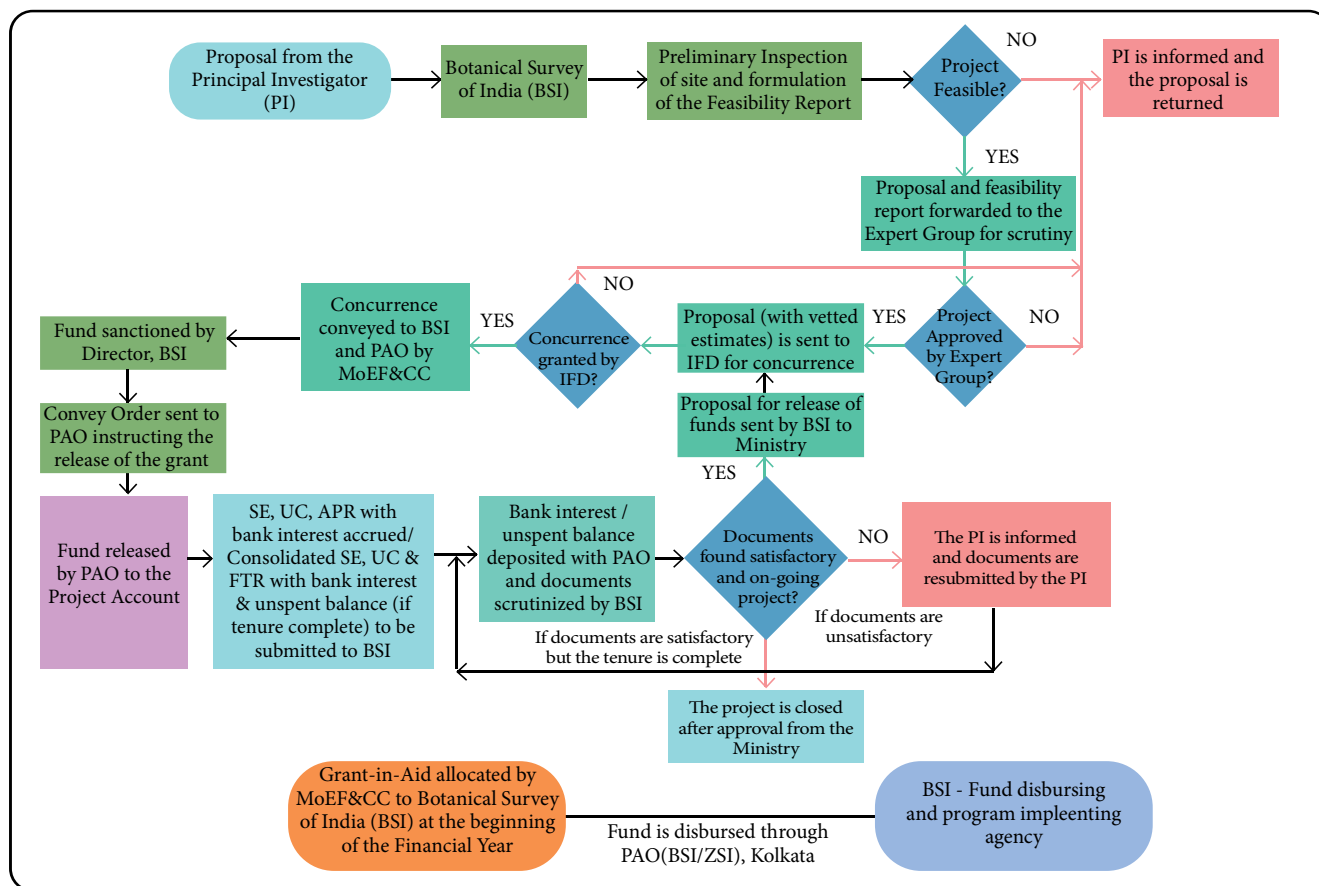 Proposal from the
Principal Investigator
(PI)
Botanical Survey
of India (BSI)
Preliminary Inspection
of site and formulation
of the Feasibility Report
Project
Feasible?
NO
PI is informed and
the proposal is
returned
YES
Proposal and feasibility
report forwarded to the
Expert Group for scrutiny
Project
Approved
by Expert
Group?
NO
YES
Proposal (with vetted
estimates) is sent to
IFD for concurrence
NO
Concurrence
granted by
IFD?
YES
Concurrence
conveyed to BSI
and PAO by
MoEF&CC
Fund sanctioned by
Director, BSI
Convey Order sent to
PAO instructing the
release of the grant
Fund released
by PAO to the
Project Account
SE, UC, APR with
bank interest accrued/
Consolidated SE, UC &
FTR with bank interest
& unspent balance (if
tenure complete) to be
submitted to BSI
Bank interest /
unspent balance
deposited with PAO
and documents
scrutinized by BSI
Documents
found satisfactory
and on-going
project?
YES
Proposal for release of
funds sent by BSI to
Ministry
NO
The PI is informed
and documents are
resubmitted by the PI
If documents are
unsatisfactory
If documents are satisfactory
but the tenure is complete
The project is closed
after approval from the
Ministry
Grant-in-Aid allocated by
MoEF&CC to Botanical Survey
of India (BSI) at the beginning
of the Financial Year
Fund is disbursed through
PAO(BSI/ZSI), Kolkata
BSI - Fund disbursing
and program impleenting
agency